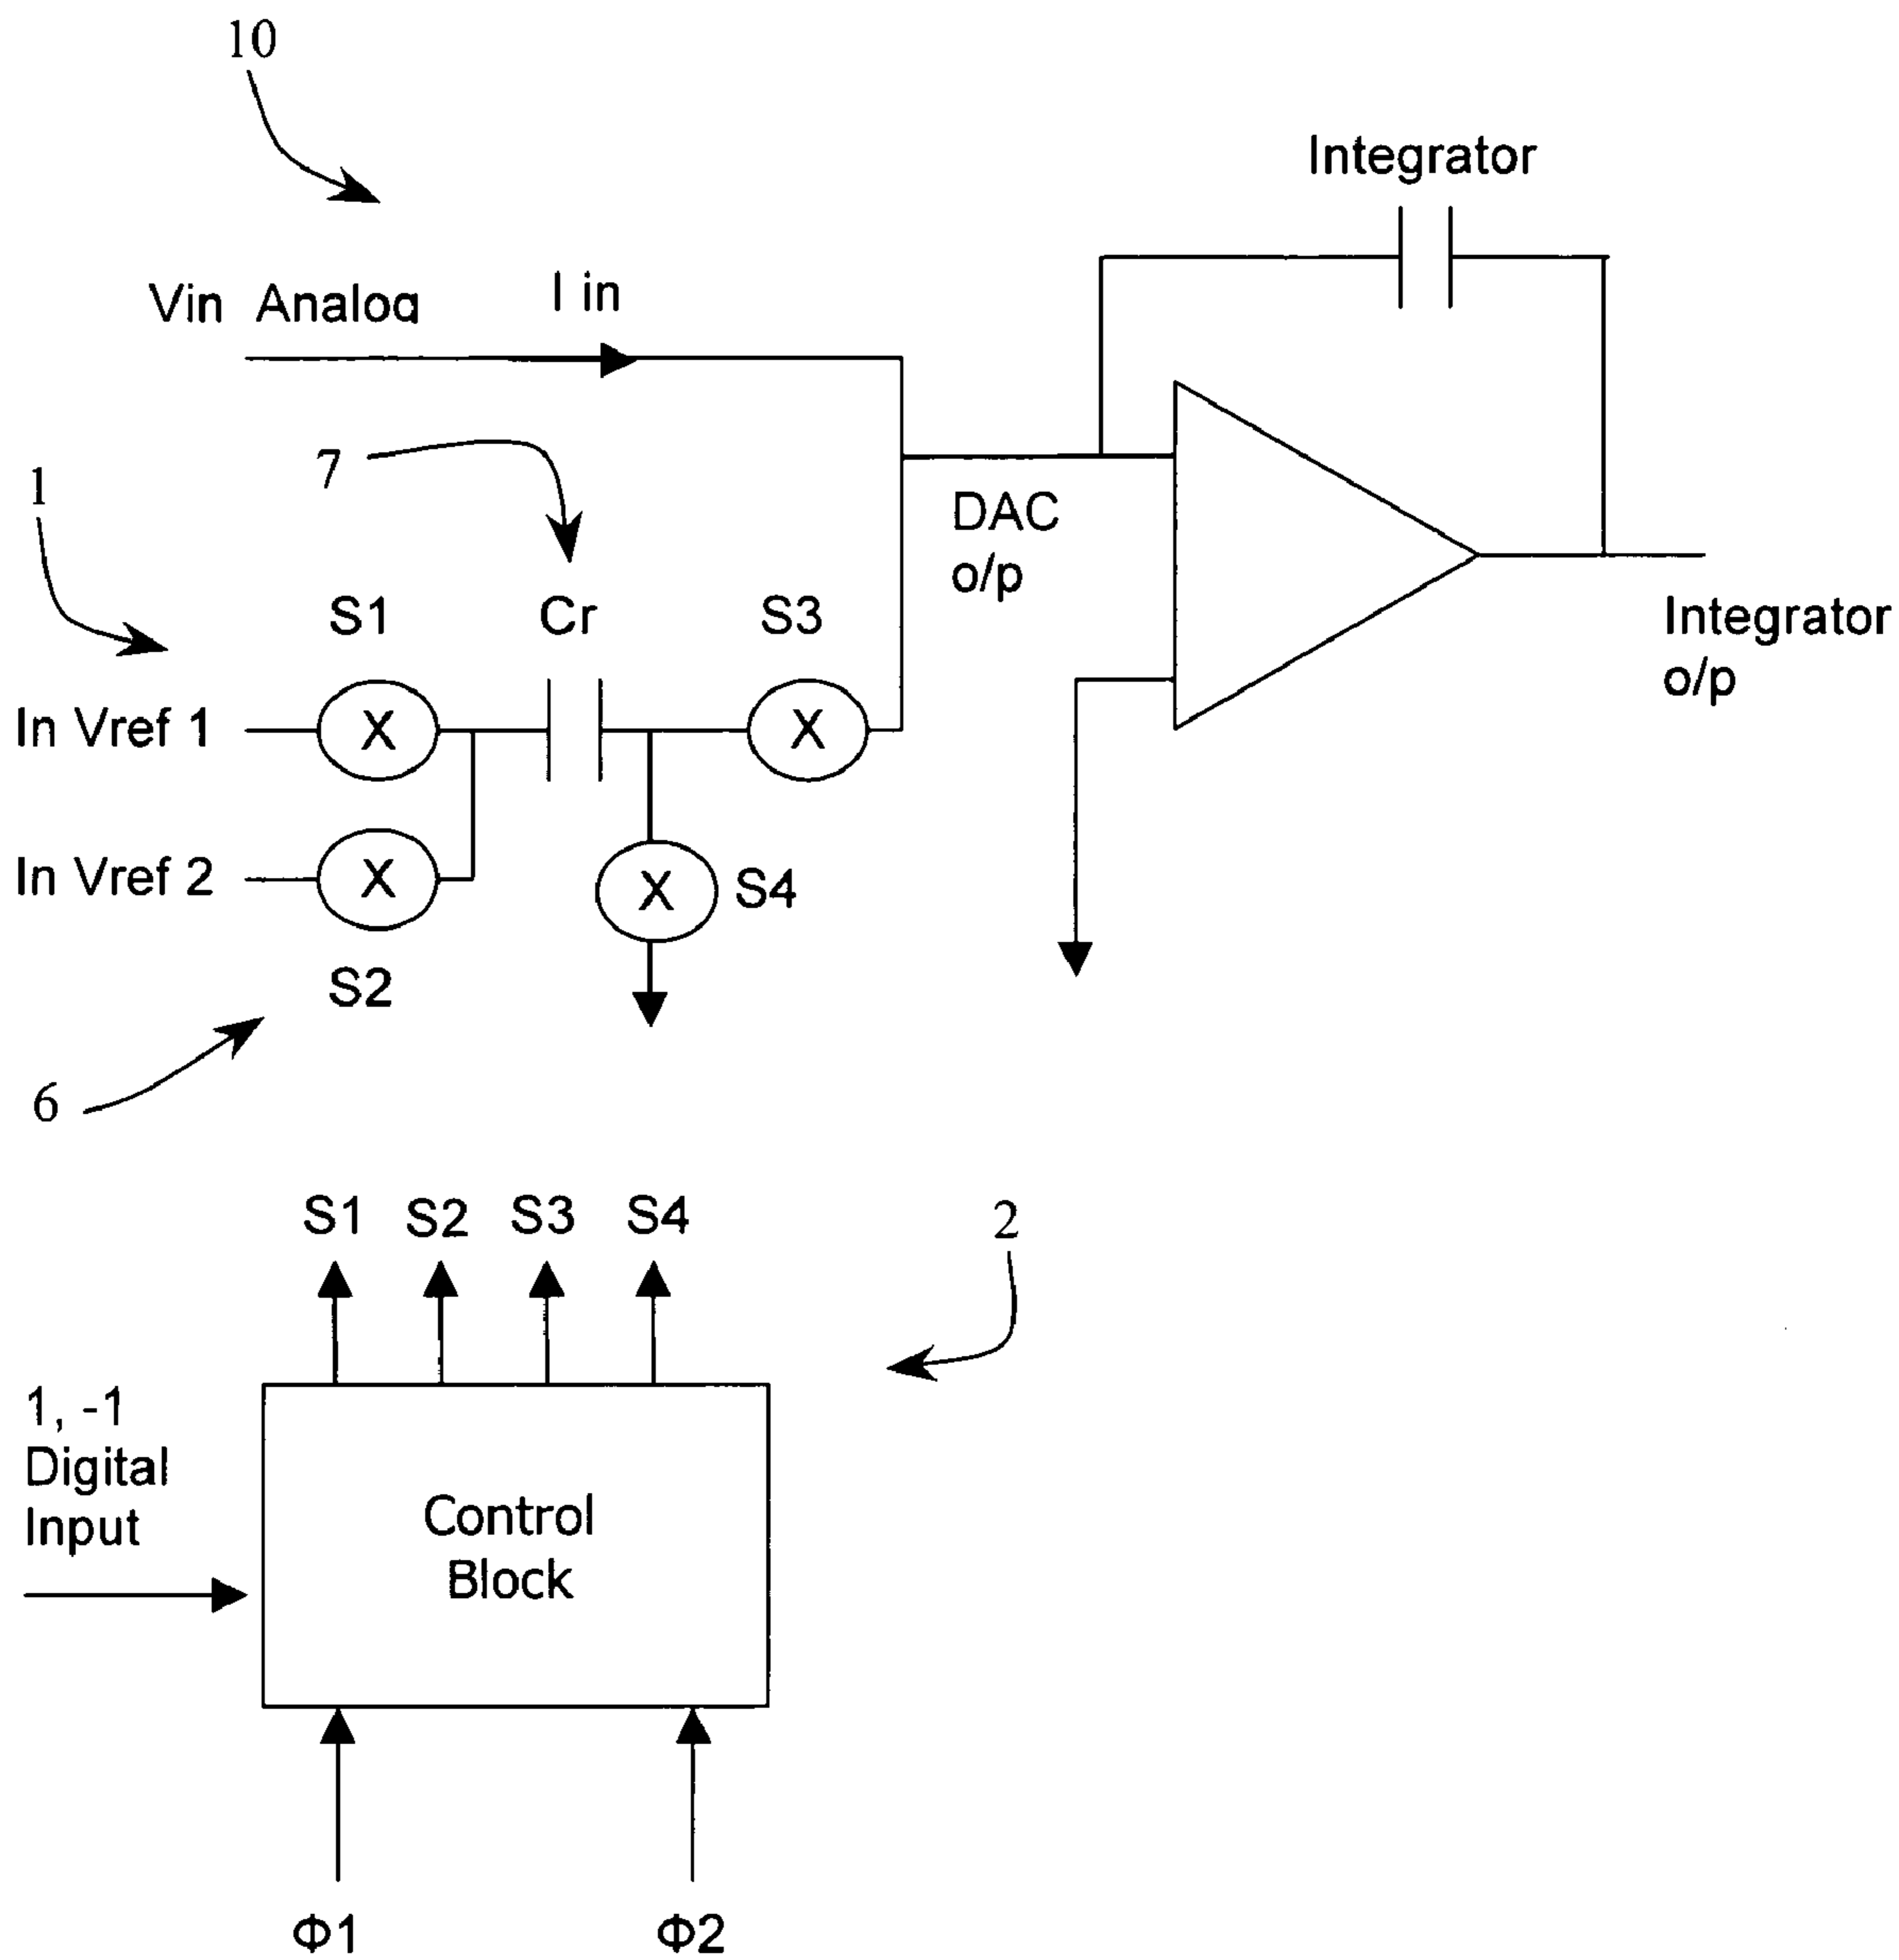 10
Integrator
Vin Analog
I in
7
1
DAC
o/p
S1
Cr
S3
Integrator
o/p
In Vref 1
X
X
In Vref 2
X
X
S4
S2
6
S1
S2
S3
S4
2
1, -1
Digital
Input
Control
Block
Φ1
Φ2